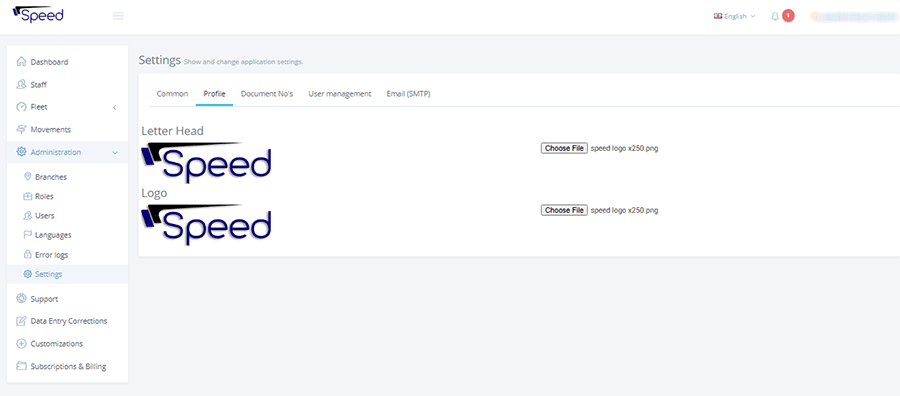 Speed
English
1
Dashboard
Staff
Fleet
Movements
Administration
Branches
Roles
Users
Languages
Error logs
Settings
Support
Data Entry Corrections
Customizations
Subscriptions & Billing
Settings Show and change application settings.
Common Profile Document No's User management Email (SMTP)
Letter Head
Speed
Choose File speed logo x250.png
Logo
Speed
Choose File speed logo x250.png